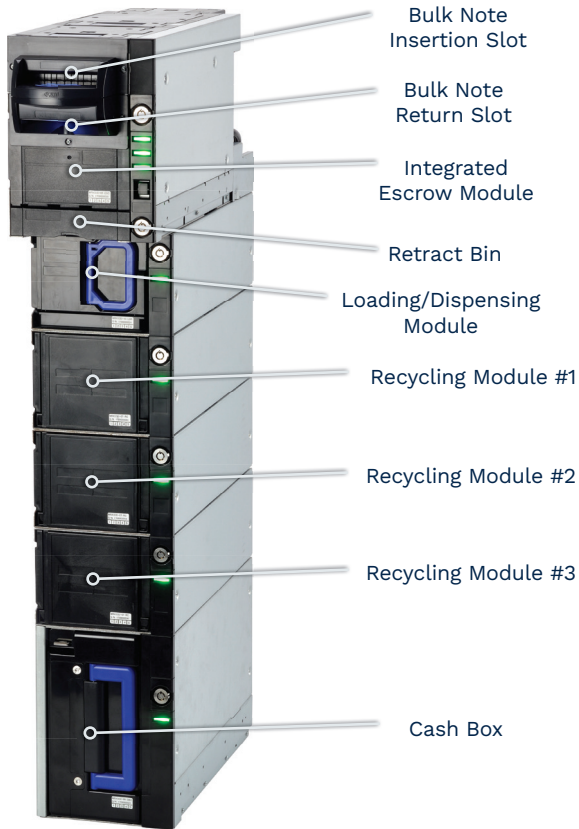 Bulk Note
Insertion Slot
Bulk Note
Return Slot
Integrated
Escrow Module
Retract Bin
Loading/Dispensing
Module
Recycling Module #1
Recycling Module #2
Recycling Module #3
Cash Box